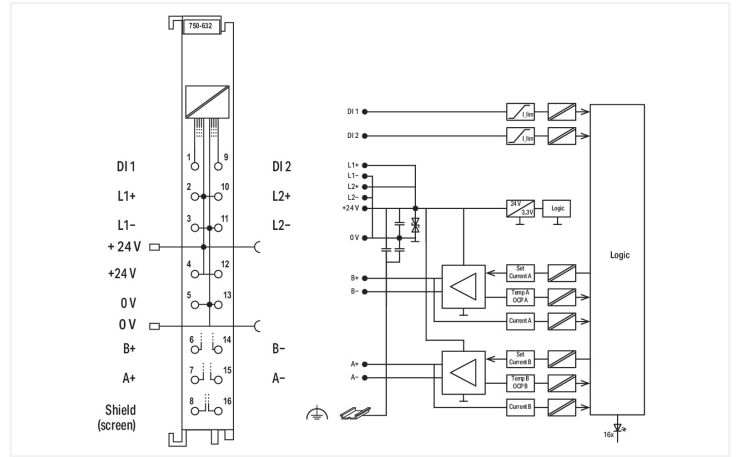 750-632
1
9
DI 1
DI 2
2
10
L1+
L2+
3
11
L1–
L2–
+ 24 V
4
12
+24 V
5
13
0 V
0 V
6
14
B+
B–
7
15
A+
A–
8
16
Shield
(screen)
DI 1
I_lim
DI 2
I_lim
L1+
L1–
L2+
L2–
+24 V
24 V
3.3V
Logic
0 V
Logic
B+
B–
Set
Current A
Temp A
OCP A
Current A
A+
A–
Set
Current B
Temp B
OCP B
Current B
16x